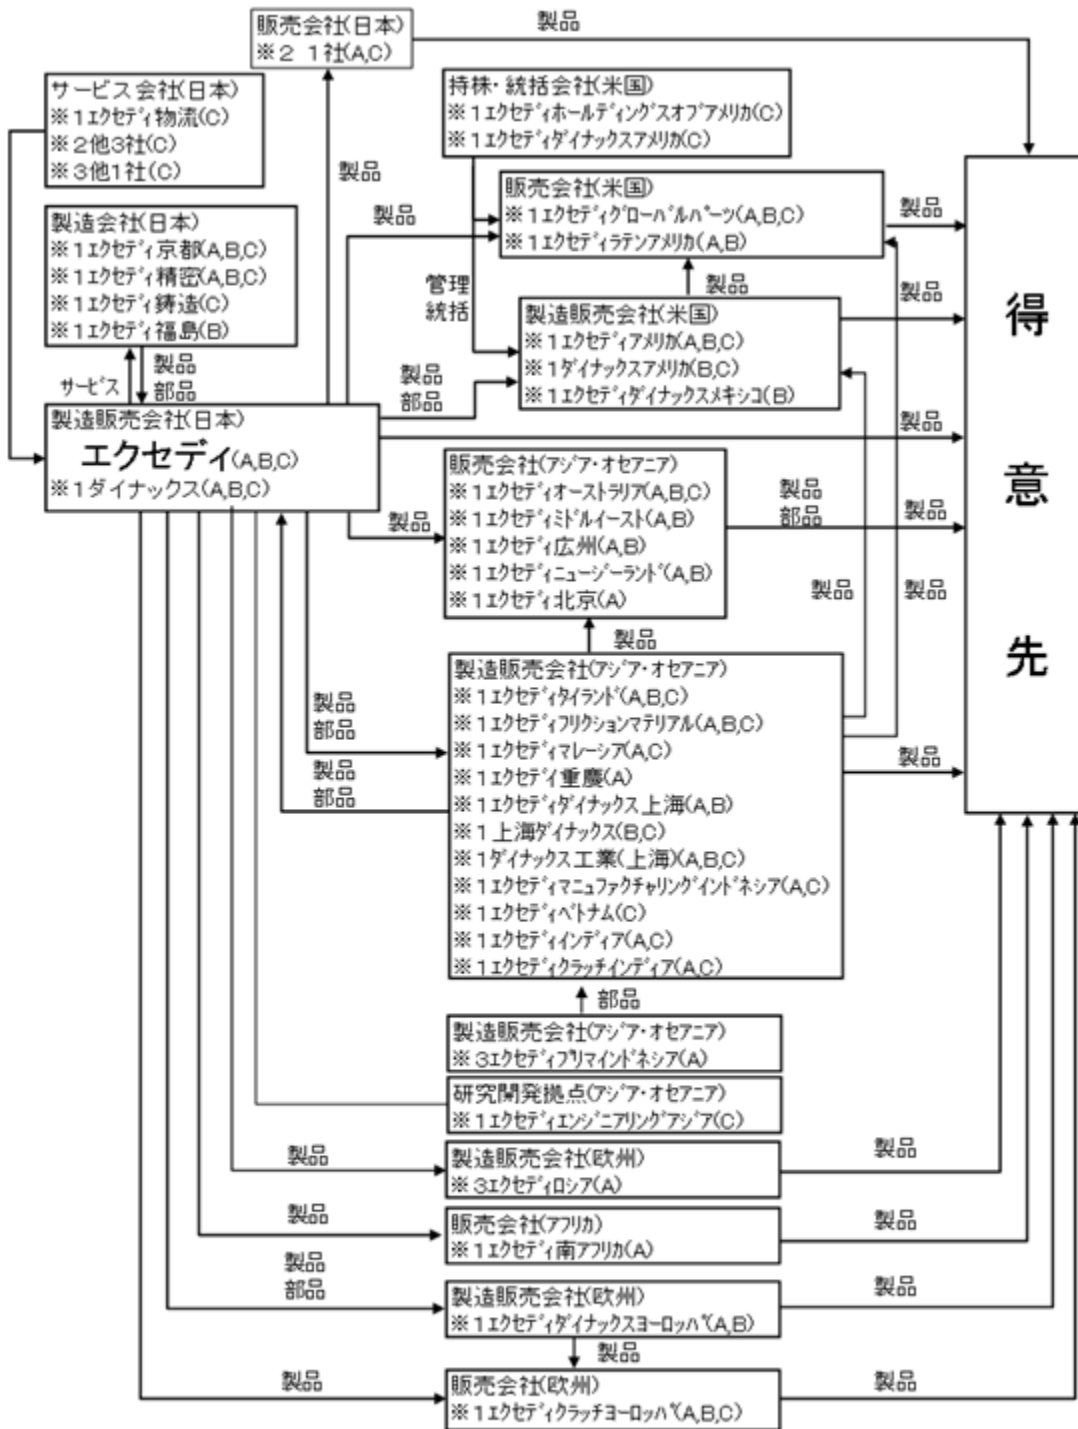 販売会社(日本)
※2 1社(A,C)
製品
サービス会社(日本)
※1エクセディ物流(C)
※2他3社(C)
※3他1社(C)
持株・統括会社(米国)
※1エクセディホールディングスオブアメリカ(C)
※1エクセディダイナックスアメリカ(C)
製品
販売会社(米国)
※1エクセディグローバルパーツ(A,B,C)
※1エクセディラテンアメリカ(A,B)
製品
製品
製造会社(日本)
※1エクセディ京都(A,B,C)
※1エクセディ精密(A,B,C)
※1エクセディ鋳造(C)
※1エクセディ福島(B)
管理
統括
製品
製品
製造販売会社(米国)
※1エクセディアメリカ(A,B,C)
※1ダイナックスアメリカ(B,C)
※1エクセディダイナックスメキシコ(B)
得意先
サービス
製品
部品
製品
部品
製造販売会社(日本)
エクセディ(A,B,C)
※1ダイナックス(A,B,C)
製品
販売会社(アジア・オセアニア)
※1エクセディオーストラリア(A,B,C)
※1エクセディミドルイースト(A,B)
※1エクセディ広州(A,B)
※1エクセディニュージーランド(A,B)
※1エクセディ北京(A)
製品
製品
部品
製品
製品
製品
製品
製造販売会社(アジア・オセアニア)
※1エクセディタイランド(A,B,C)
※1エクセディフリクションマテリアル(A,B,C)
※1エクセディマレーシア(A,C)
※1エクセディ重慶(A)
※1エクセディダイナックス上海(A,B)
※1上海ダイナックス(B,C)
※1ダイナックス工業(上海)(A,B,C)
※1エクセディマニュファクチャリングインドネシア(A,C)
※1エクセディベトナム(C)
※1エクセディインディア(A,C)
※1エクセディクラッチインディア(A,C)
製品
部品
製品
部品
製品
部品
製造販売会社(アジア・オセアニア)
※3エクセディプリマインドネシア(A)
研究開発拠点(アジア・オセアニア)
※1エクセディエンジニアリングアジア(C)
製品
製造販売会社(欧州)
※3エクセディロシア(A)
製品
製品
販売会社(アフリカ)
※1エクセディ南アフリカ(A)
製品
製品
部品
製造販売会社(欧州)
※1エクセディダイナックスヨーロッパ(A,B)
製品
製品
製品
販売会社(欧州)
※1エクセディクラッチヨーロッパ(A,B,C)
製品